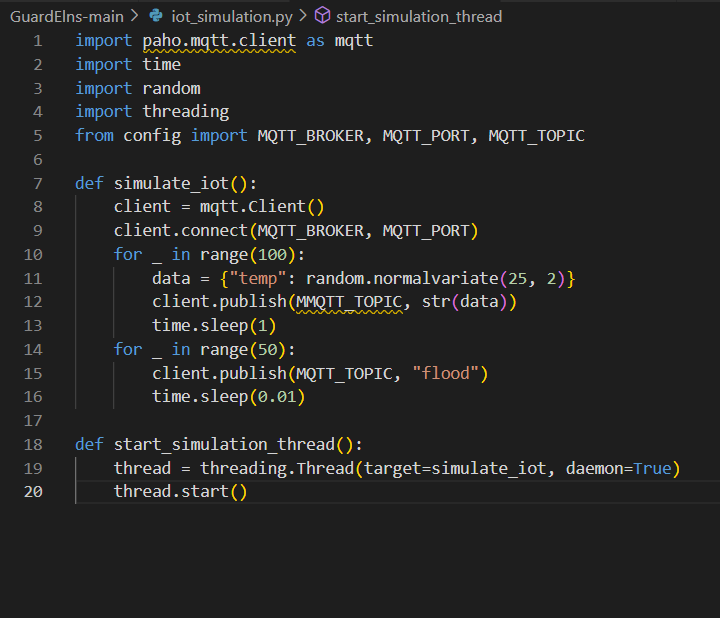 GuardElns-main > iot_simulation.py > start_simulation_thread
1 import paho.mqtt.client as mqtt
2 import time
3 import random
4 import threading
5 from config import MQTT_BROKER, MQTT_PORT, MQTT_TOPIC
6
7 def simulate_iot():
8     client = mqtt.Client()
9     client.connect(MQTT_BROKER, MQTT_PORT)
10     for _ in range(100):
11         data = {"temp": random.normalvariate(25, 2)}
12         client.publish(MMQTT_TOPIC, str(data))
13         time.sleep(1)
14     for _ in range(50):
15         client.publish(MQTT_TOPIC, "flood")
16         time.sleep(0.01)
17
18 def start_simulation_thread():
19     thread = threading.Thread(target=simulate_iot, daemon=True)
20     thread.start()